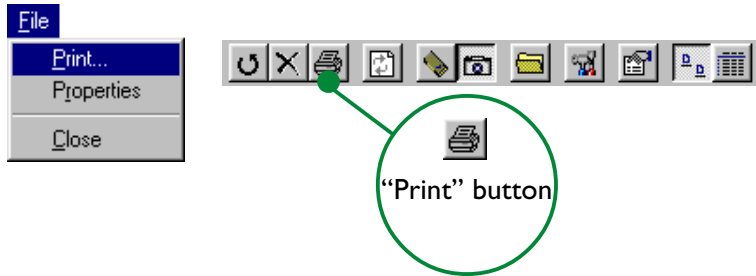 File
Print...
Properties
Close
“Print” button